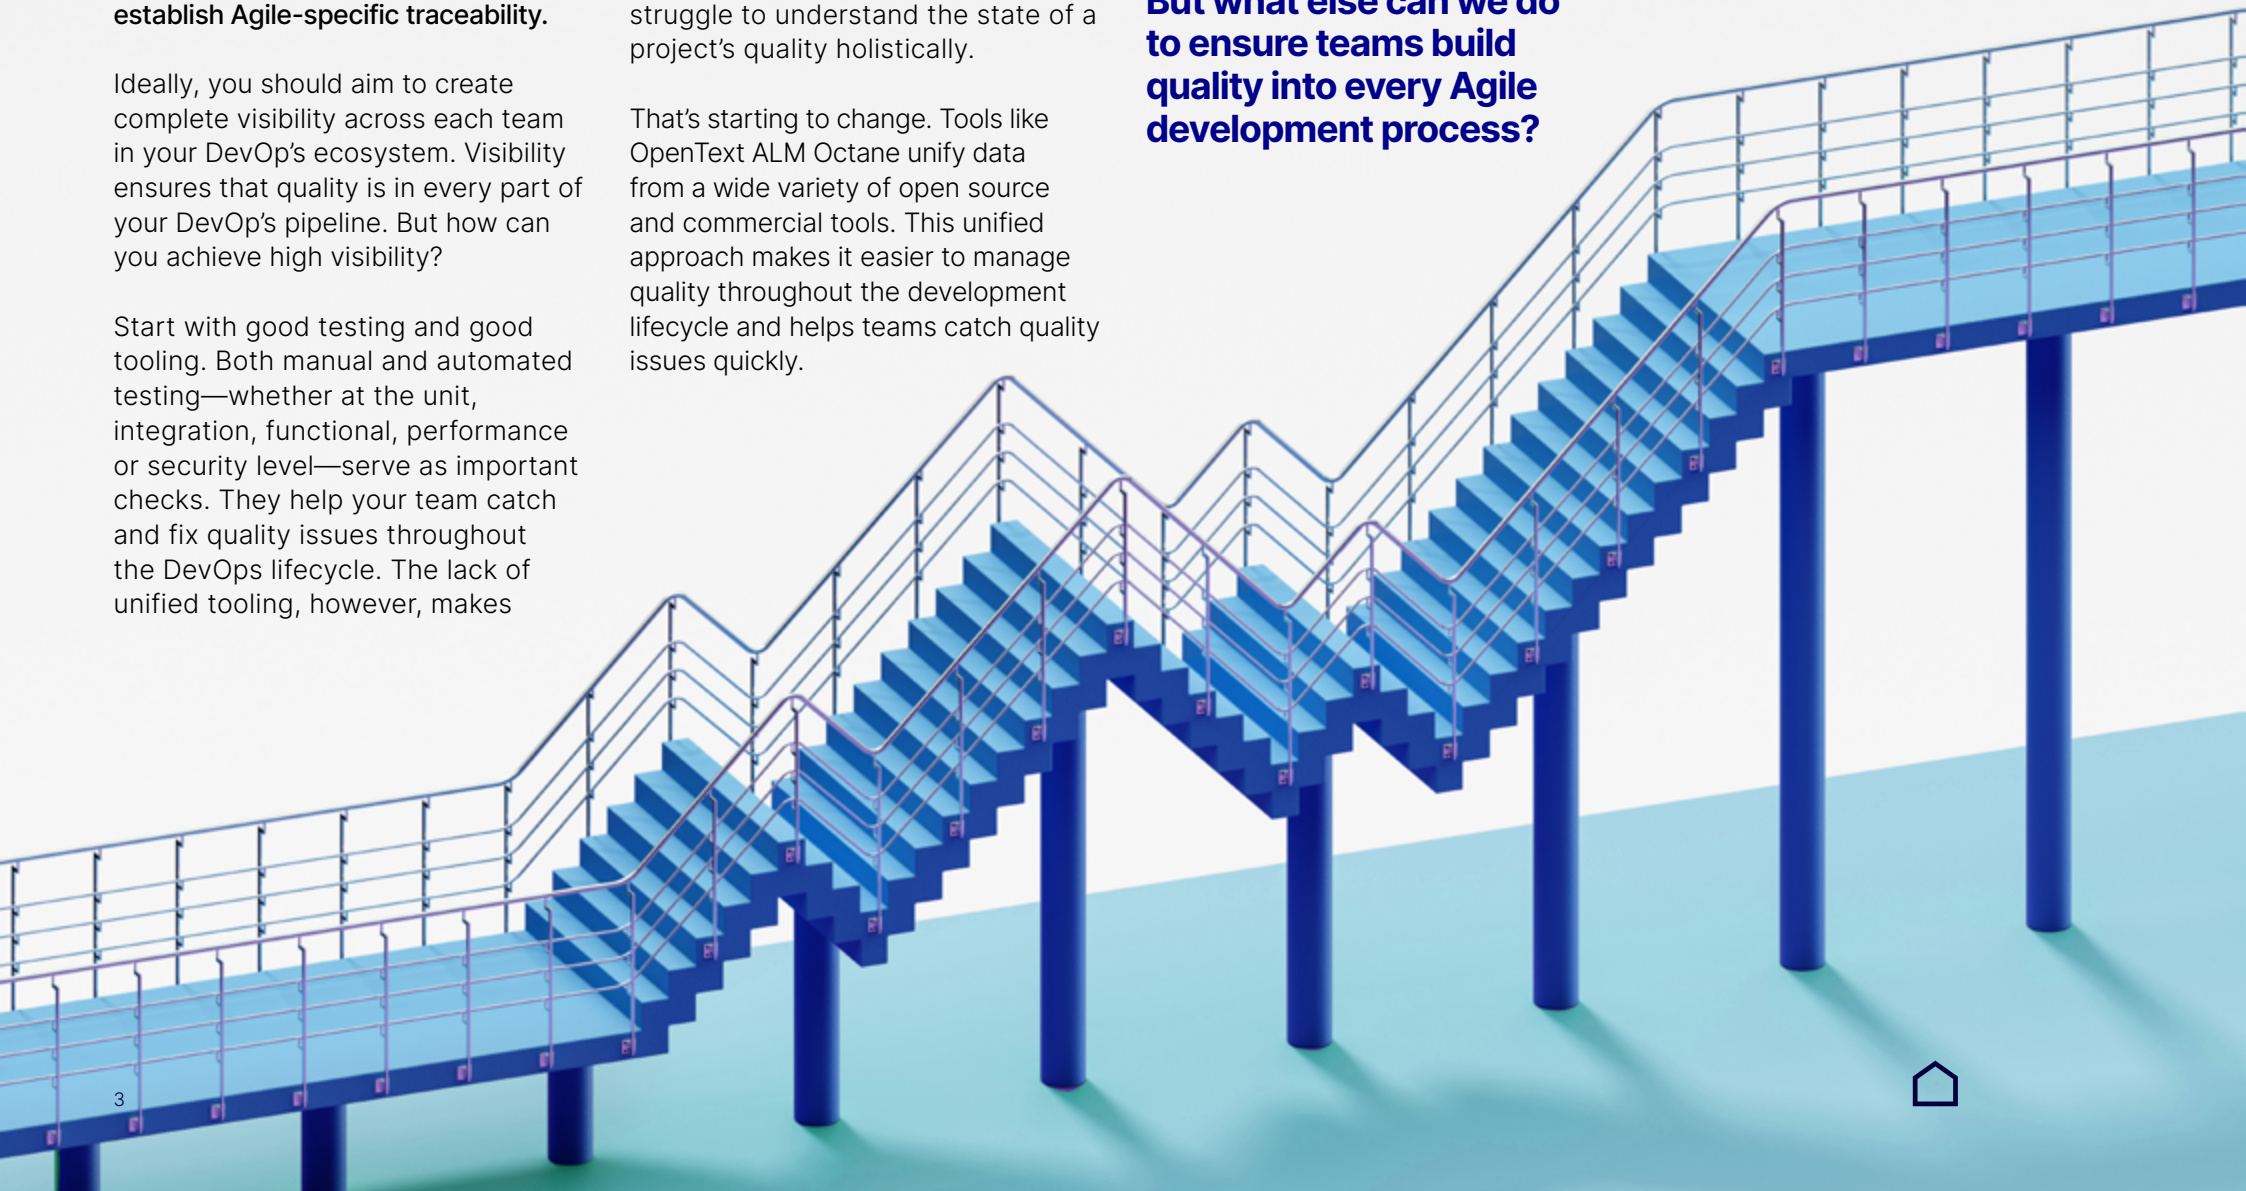 establish Agile-specific traceability.
Ideally, you should aim to create
complete visibility across each team
in your DevOp’s ecosystem. Visibility
ensures that quality is in every part of
your DevOp’s pipeline. But how can
you achieve high visibility?
Start with good testing and good
tooling. Both manual and automated
testing—whether at the unit,
integration, functional, performance
or security level—serve as important
checks. They help your team catch
and fix quality issues throughout
the DevOps lifecycle. The lack of
unified tooling, however, makes
struggle to understand the state of a
project’s quality holistically.
That’s starting to change. Tools like
OpenText ALM Octane unify data
from a wide variety of open source
and commercial tools. This unified
approach makes it easier to manage
quality throughout the development
lifecycle and helps teams catch quality
issues quickly.
But what else can we do
to ensure teams build
quality into every Agile
development process?
3